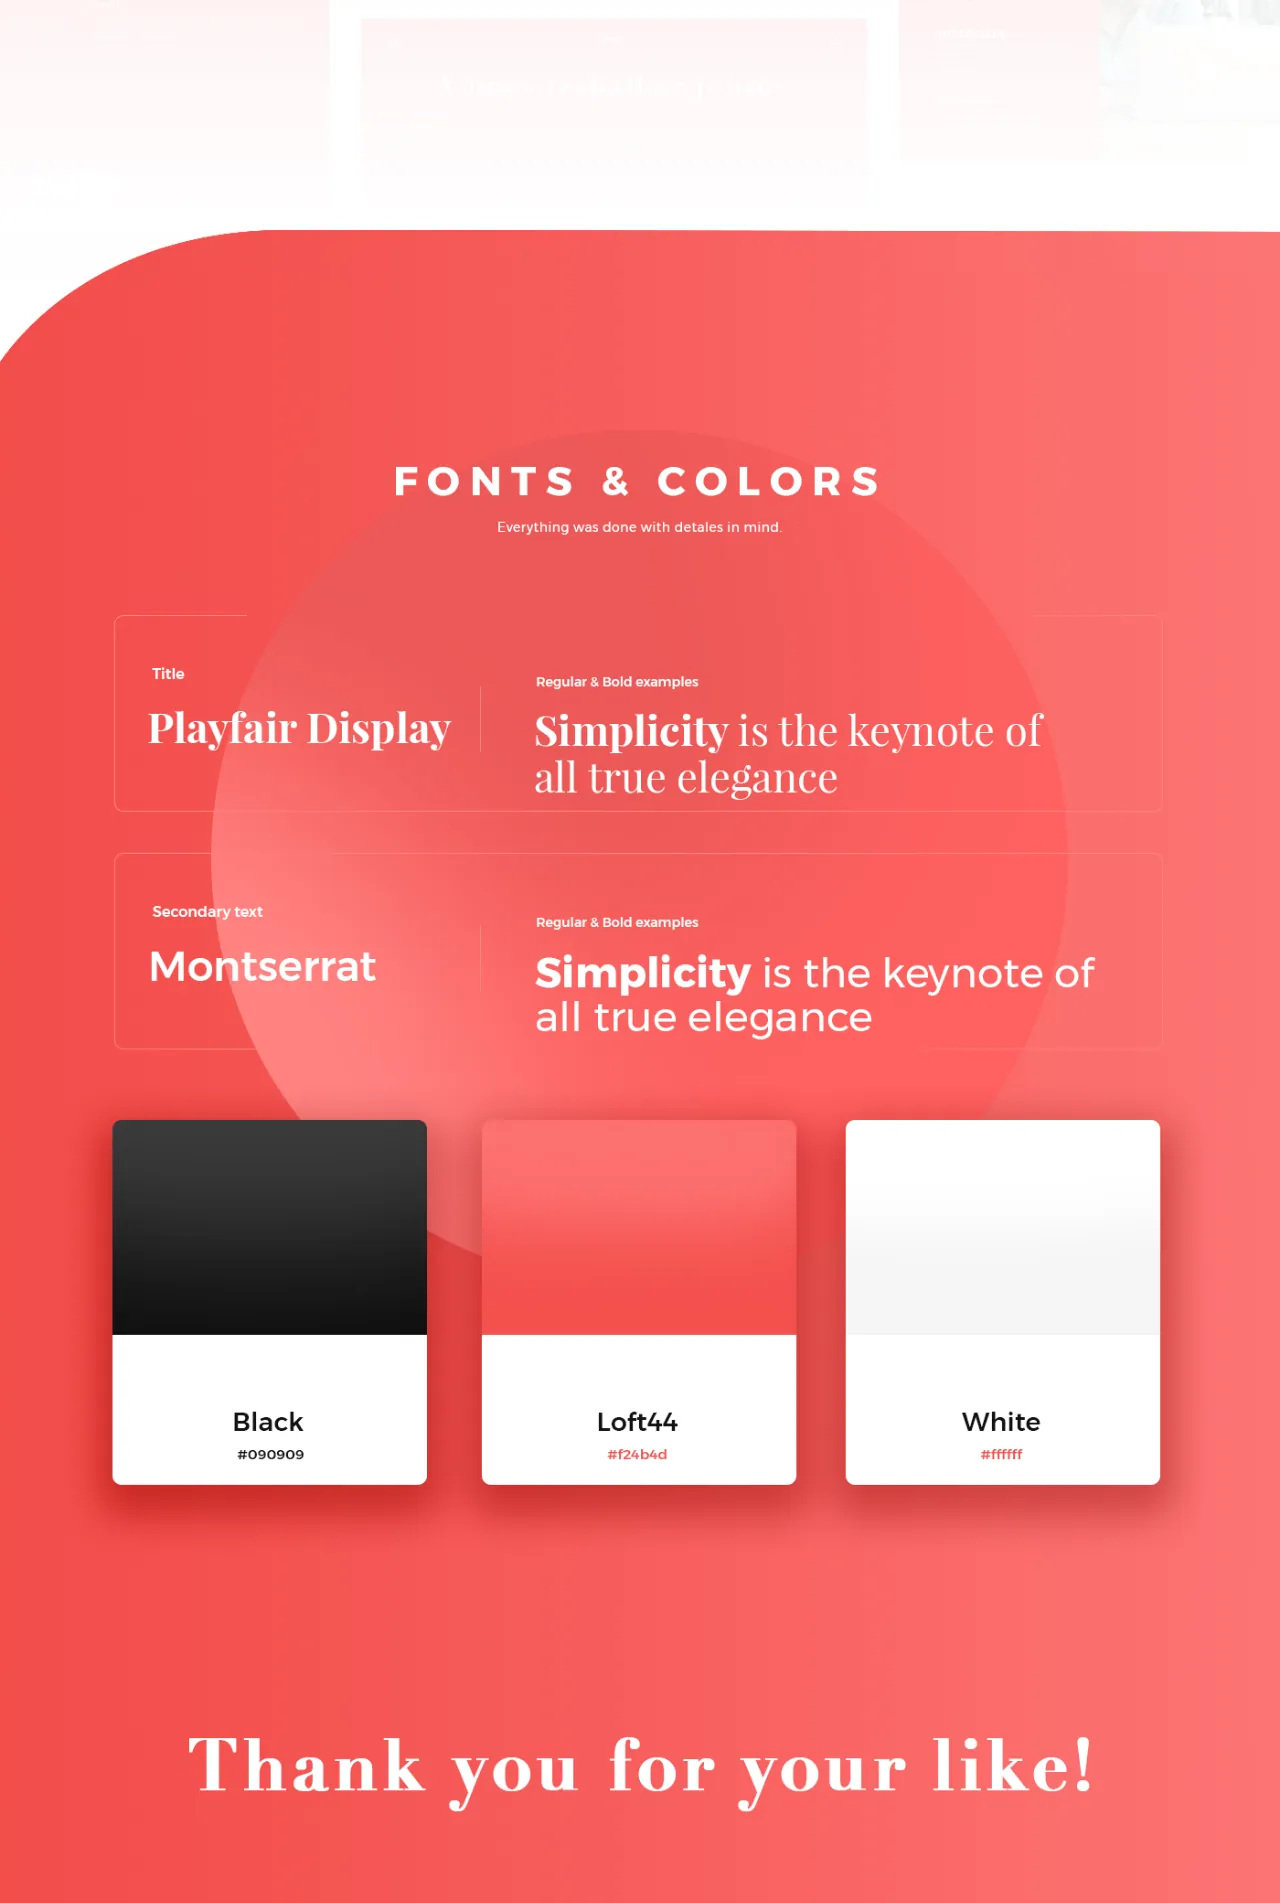 FONTS & COLORS
Everything was done with detales in mind.
Title
Playfair Display
Regular & Bold examples
Simplicity is the keynote of
all true elegance
Secondary text
Montserrat
Regular & Bold examples
Simplicity is the keynote of
all true elegance
Black
#090909
Loft44
#f24b4d
White
#ffffff
Thank you for your like!